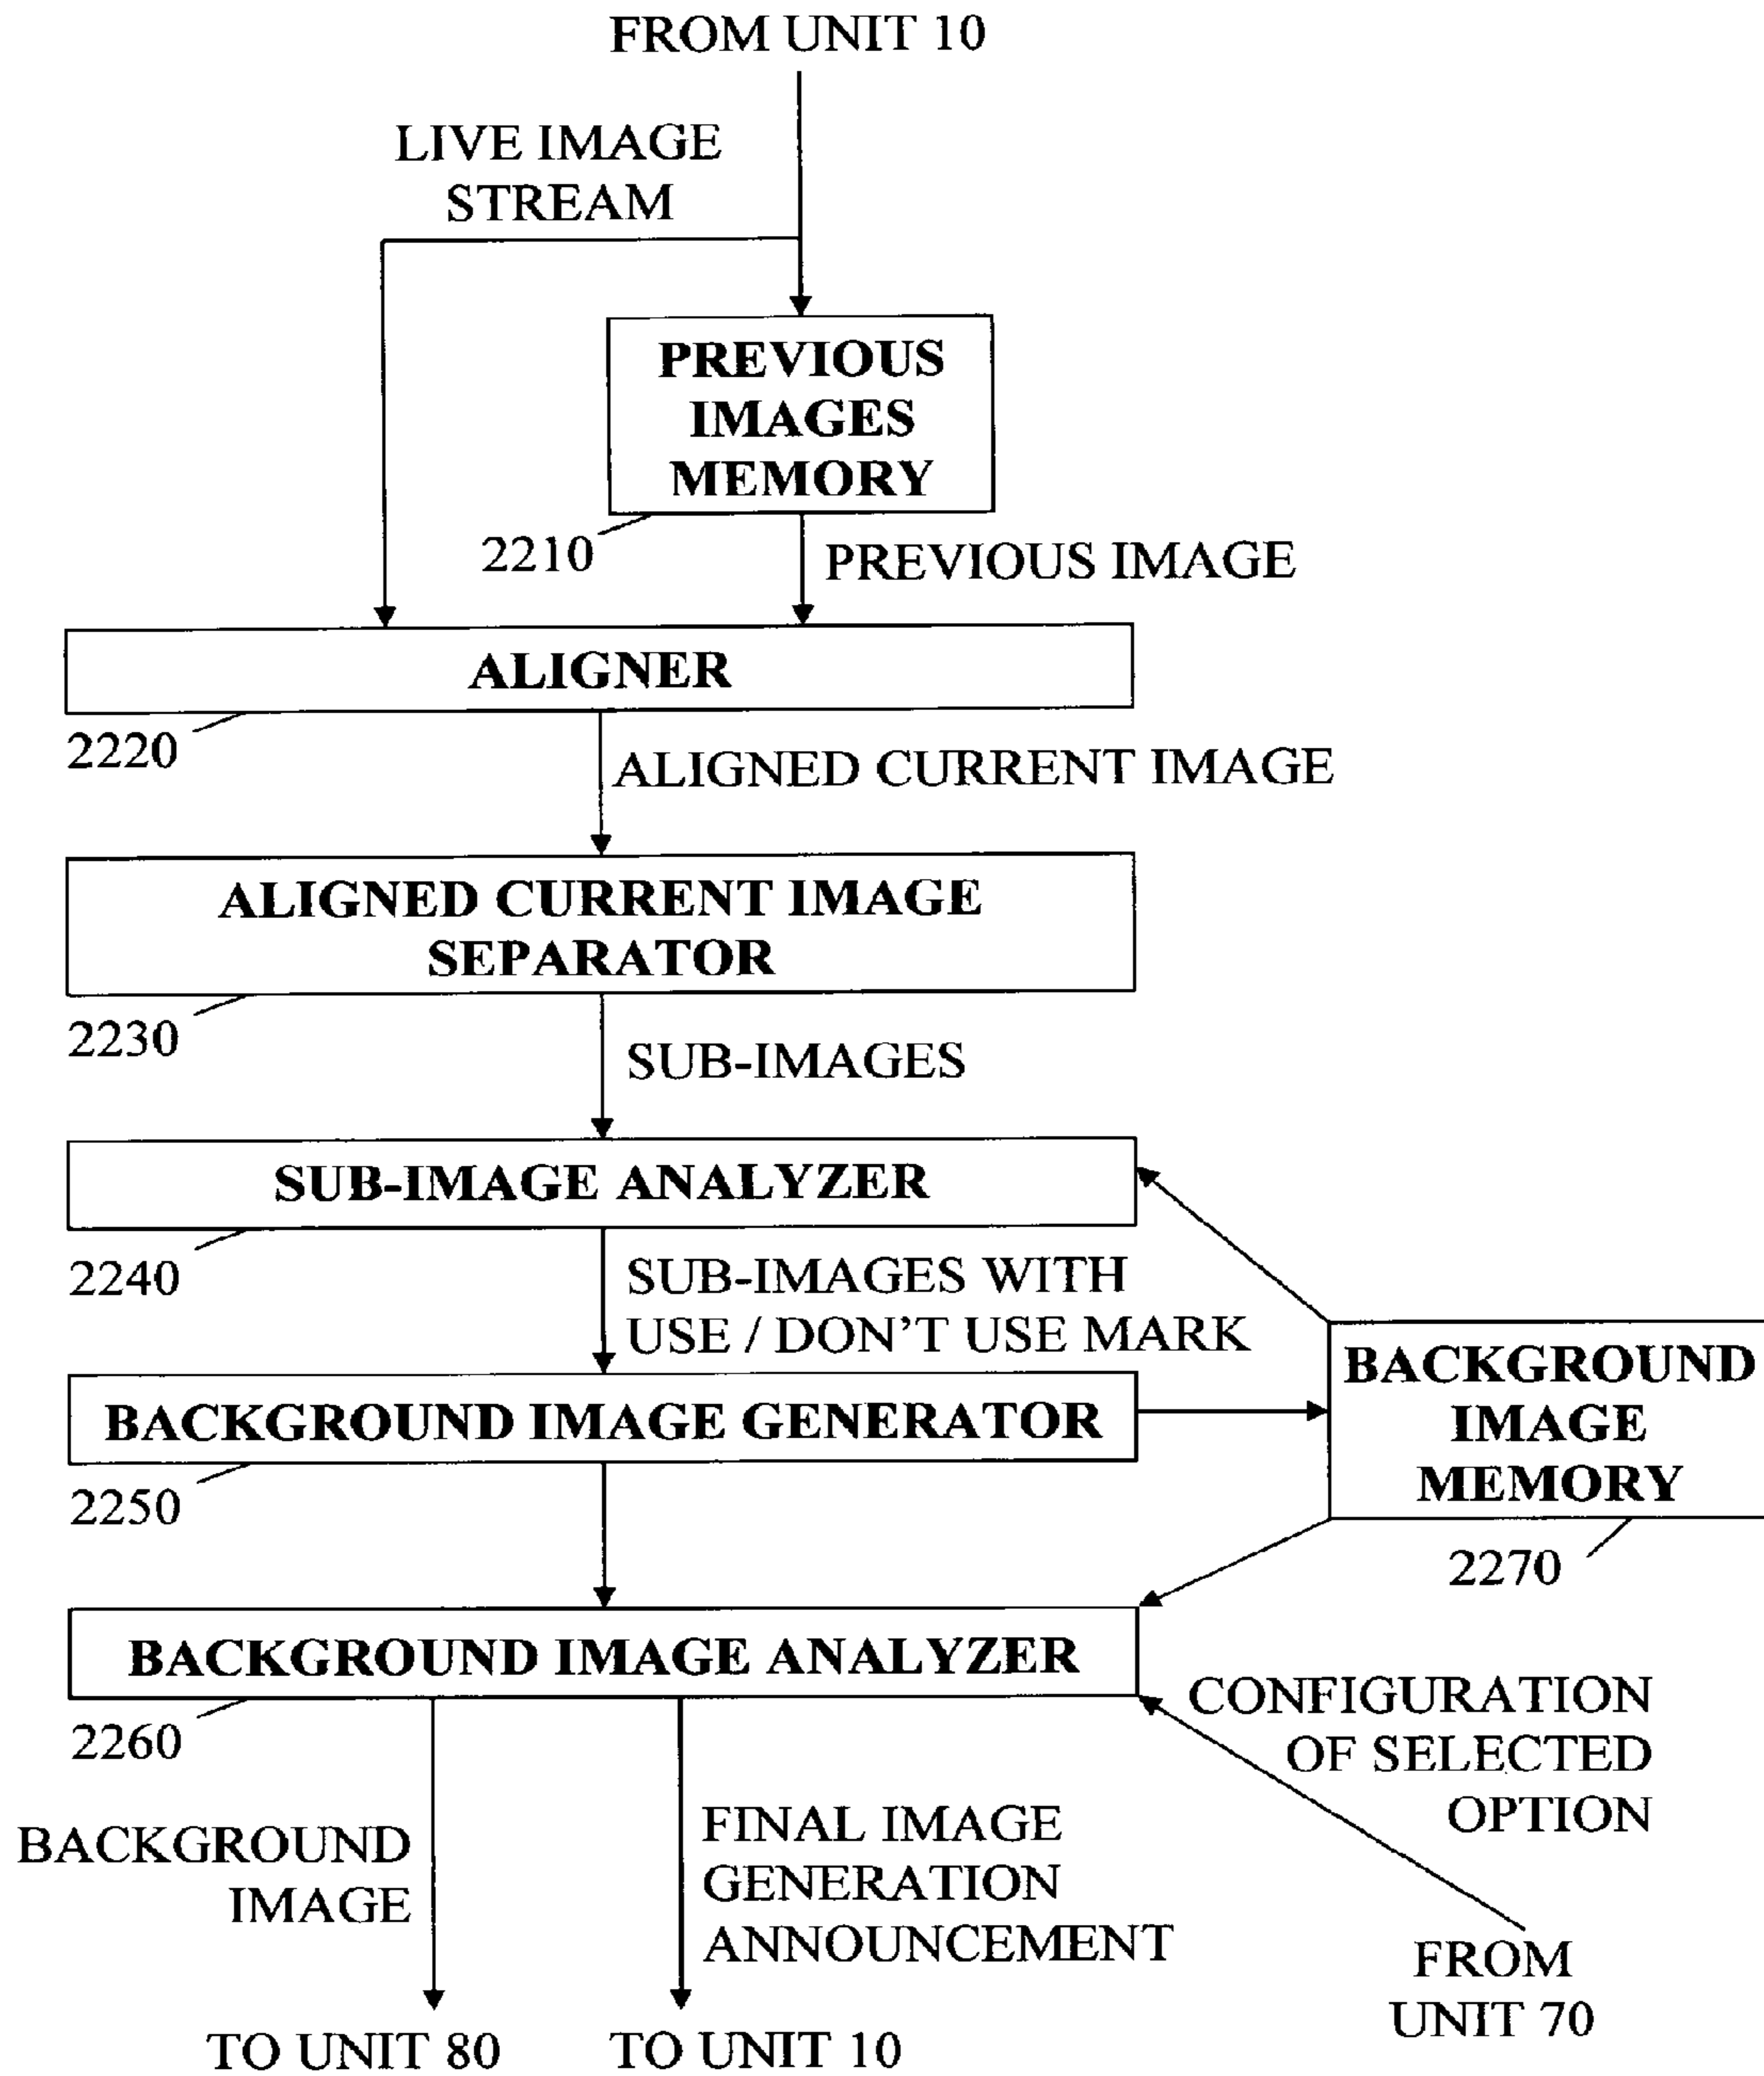 FROM UNIT 10
LIVE IMAGE
STREAM
PREVIOUS
IMAGES
MEMORY
2210
PREVIOUS IMAGE
ALIGNER
2220
ALIGNED CURRENT IMAGE
ALIGNED CURRENT IMAGE
SEPARATOR
2230
SUB-IMAGES
SUB-IMAGE ANALYZER
2240
SUB-IMAGES WITH
USE / DON'T USE MARK
BACKGROUND IMAGE GENERATOR
2250
BACKGROUND
IMAGE
MEMORY
2270
BACKGROUND IMAGE ANALYZER
2260
CONFIGURATION
OF SELECTED
OPTION
BACKGROUND
IMAGE
FINAL IMAGE
GENERATION
ANNOUNCEMENT
FROM
UNIT 70
TO UNIT 80
TO UNIT 10